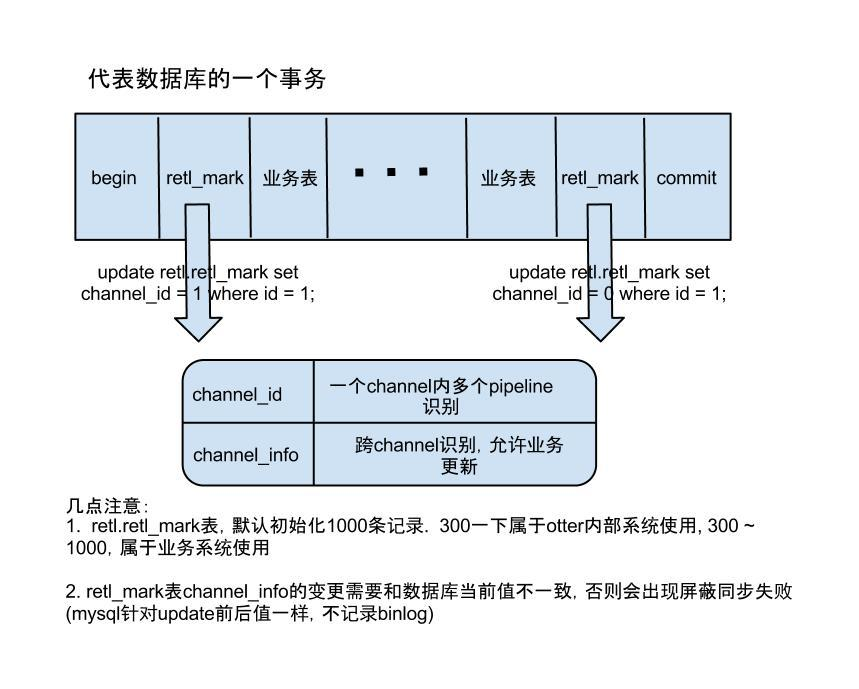 代表数据库的一个事务
begin
retl_mark
业务表
业务表
retl_mark
commit
update retl.retl_mark set
channel_id = 1 where id = 1;
update retl.retl_mark set
channel_id = 0 where id = 1;
channel_id
一个channel内多个pipeline
识别
channel_info
跨channel识别，允许业务
更新
几点注意：
1. retl.retl_mark表，默认初始化1000条记录. 300一下属于otter内部系统使用, 300 ~
1000，属于业务系统使用
2. retl_mark表channel_info的变更需要和数据库当前值不一致，否则会出现屏蔽同步失败
(mysql针对update前后值一样，不记录binlog)